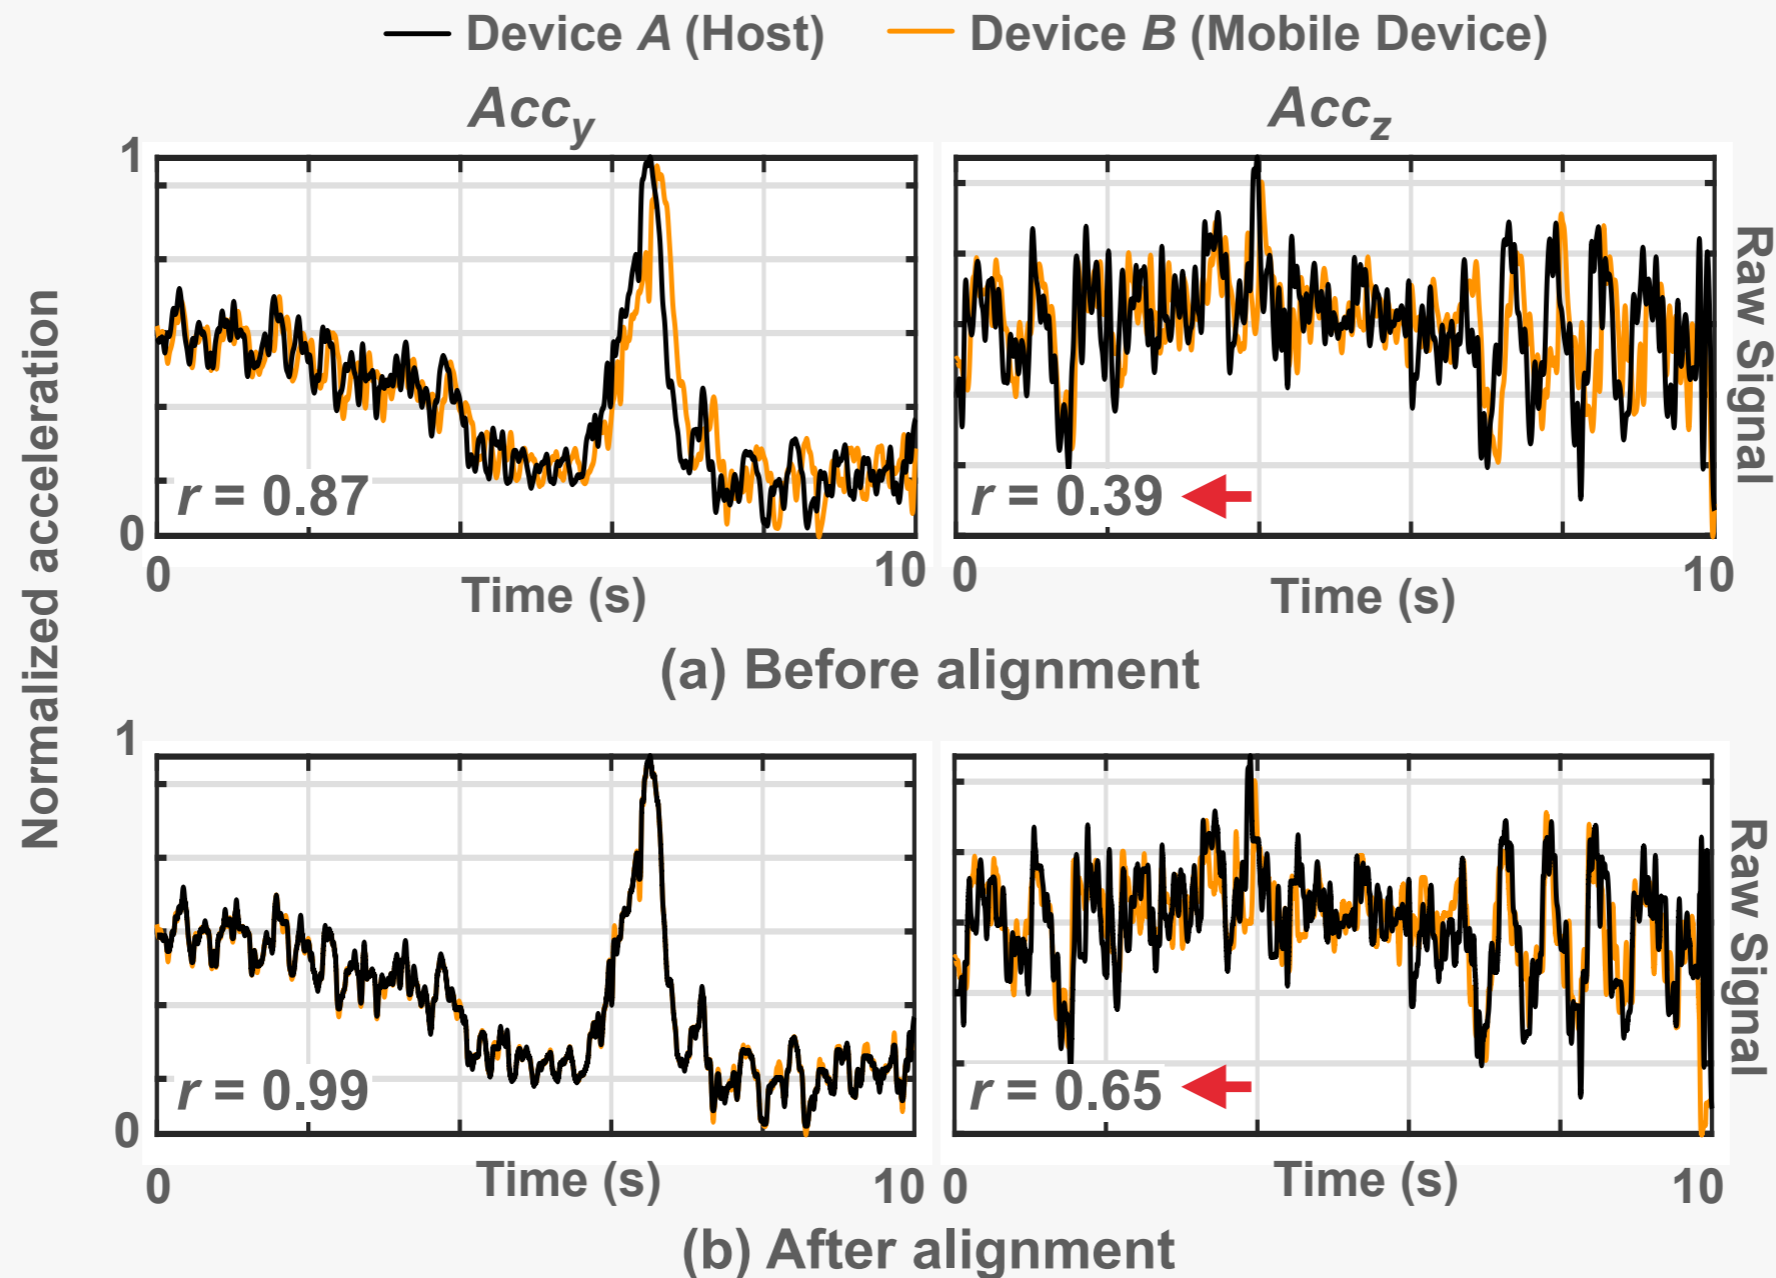 Device A (Host)
Device B (Mobile Device)
Accy
Accz
Normalized acceleration
1
0
r = 0.87
0
10
Time (s)
r = 0.39
0
10
Time (s)
Raw Signal
(a) Before alignment
1
0
r = 0.99
0
10
Time (s)
r = 0.65
0
10
Time (s)
Raw Signal
(b) After alignment